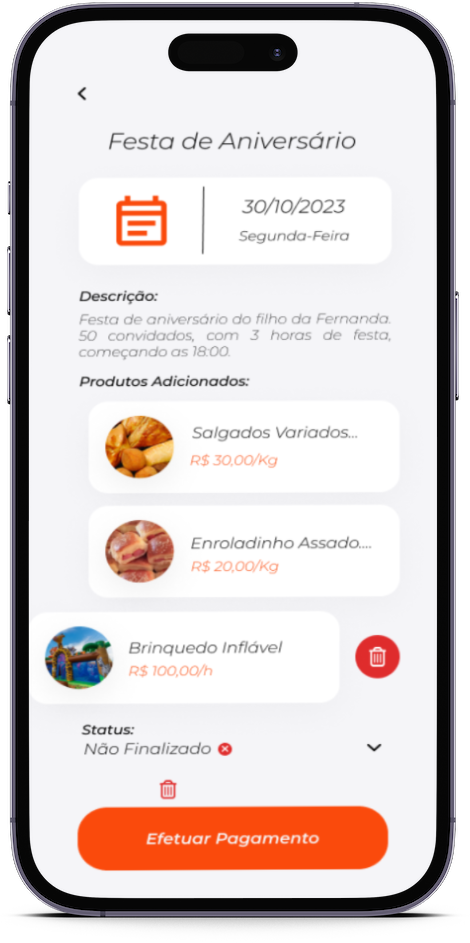 Festa de Aniversário
30/10/2023
Segunda-Feira
Descrição:
Festa de aniversário do filho da Fernanda.
50 convidados, com 3 horas de festa,
começando as 18:00.
Produtos Adicionados:
Salgados Variados...
R$ 30,00/Kg
Enroladinho Assado....
R$ 20,00/Kg
Brinquedo Inflável
R$ 100,00/h
Status:
Não Finalizado
Efetuar Pagamento